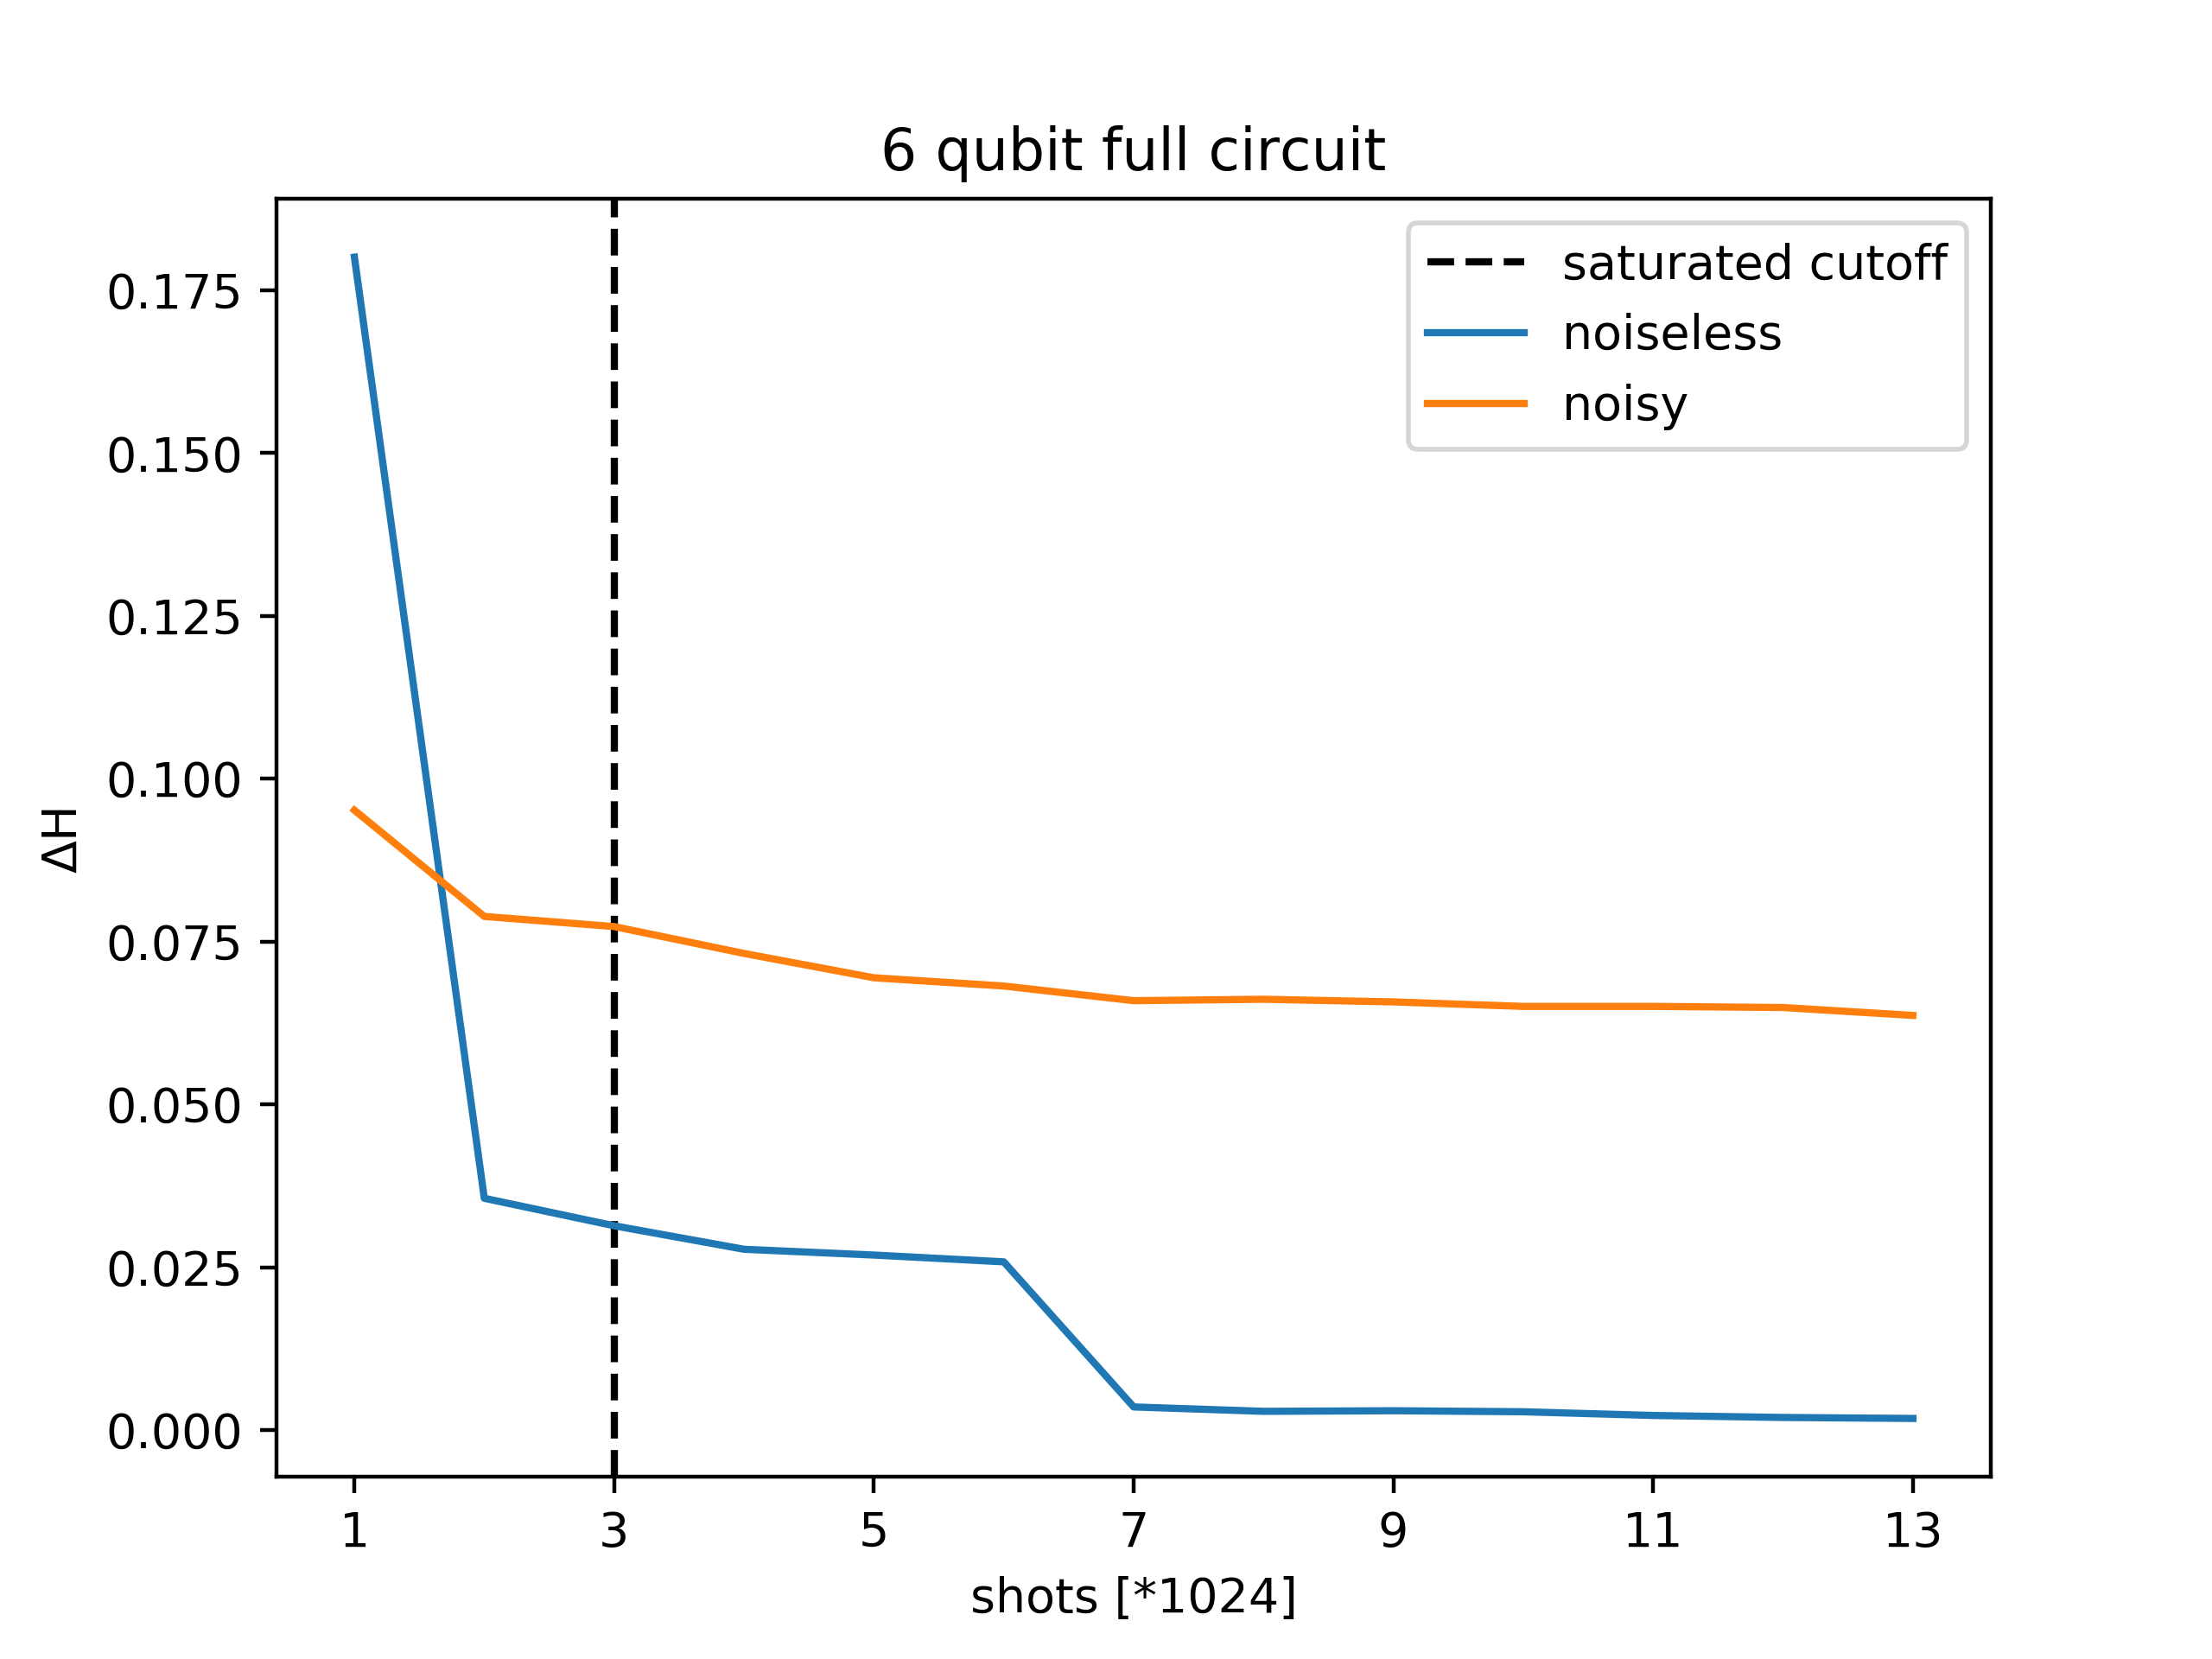 6 qubit full circuit
saturated cutoff
noiseless
noisy
0.175
0.150
0.125
0.100
0.075
0.050
0.025
0.000
ΔH
1 3 5 7 9 11 13
shots [*1024]